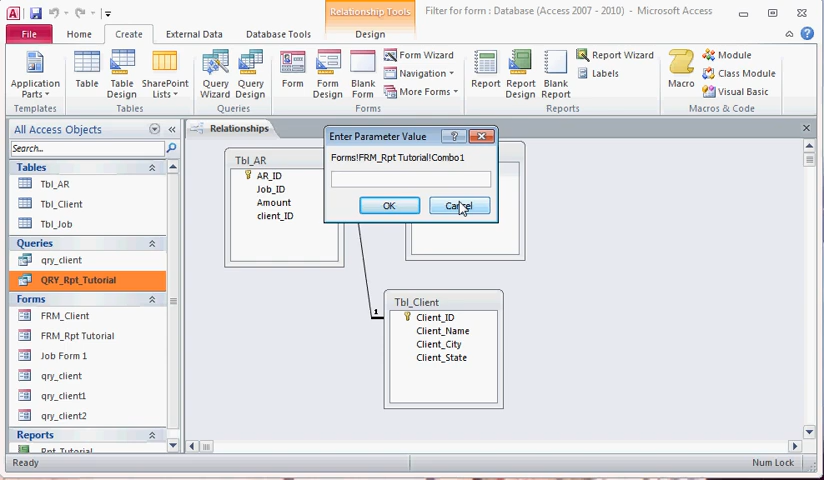 Relationship Tools
Filter for form : Database (Access 2007 - 2010) - Microsoft Access
File
Home
Create
External Data
Database Tools
Design
Application Parts
Templates
Table
Table Design
SharePoint Lists
Tables
Query Wizard
Query Design
Queries
Form
Form Design
Blank Form
Form Wizard
Navigation
More Forms
Forms
Report
Report Design
Blank Report
Report Wizard
Labels
Reports
Macro
Module
Class Module
Visual Basic
Macros & Code
All Access Objects
Search...
Tables
Tbl_AR
Tbl_Client
Tbl_Job
Queries
qry_client
QRY_Rpt_Tutorial
Forms
FRM_Client
FRM_Rpt Tutorial
Job Form 1
qry_client
qry_client1
qry_client2
Reports
Rpt_Tutorial
Relationships
Tbl_AR
AR_ID
Job_ID
Amount
client_ID
Enter Parameter Value
Forms!FRM_Rpt Tutorial!Combo1
OK
Cancel
1
Tbl_Client
Client_ID
Client_Name
Client_City
Client_State
Ready
Num Lock